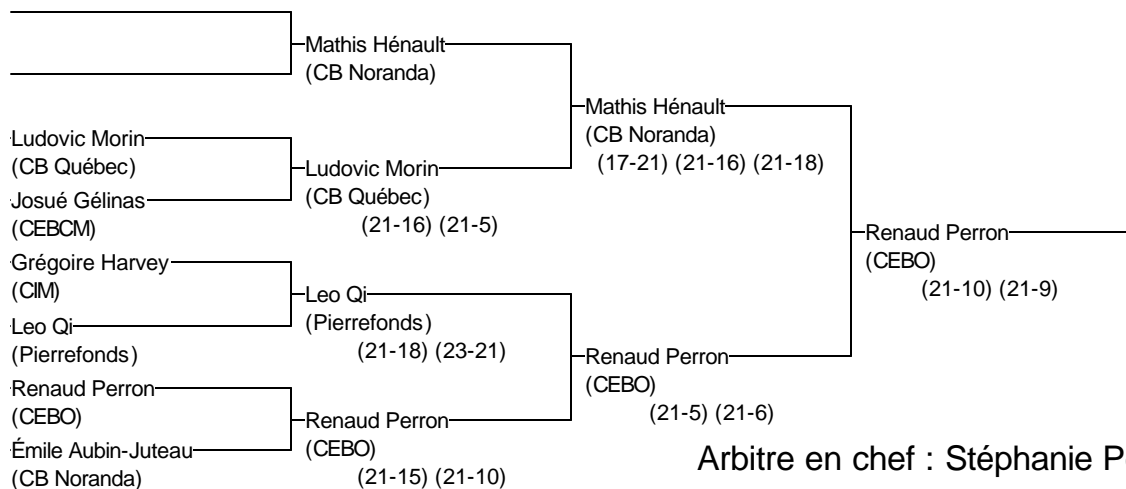 Mathis Hénault
(CB Noranda)
Mathis Hénault
(CB Noranda)
(17-21) (21-16) (21-18)
Ludovic Morin
(CB Québec)
Ludovic Morin
(CB Québec)
(21-16) (21-5)
Josué Gélinas
(CEBCM)
Renaud Perron
(CEBO)
(21-10) (21-9)
Grégoire Harvey
(CIM)
Leo Qi
(Pierrefonds)
(21-18) (23-21)
Leo Qi
(Pierrefonds)
Renaud Perron
(CEBO)
(21-5) (21-6)
Renaud Perron
(CEBO)
Renaud Perron
(CEBO)
(21-15) (21-10)
Émile Aubin-Juteau
(CB Noranda)
Arbitre en chef : Stéphanie